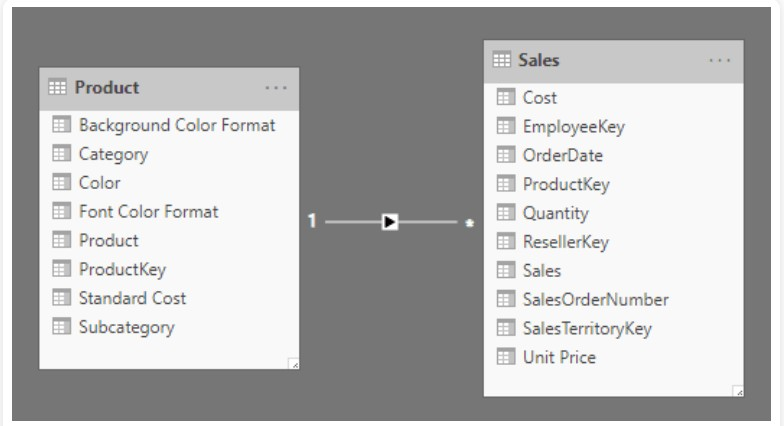 Product ...
Background Color Format
Category
Color
Font Color Format
Product
ProductKey
Standard Cost
Subcategory
1 *
Sales ...
Cost
EmployeeKey
OrderDate
ProductKey
Quantity
ResellerKey
Sales
SalesOrderNumber
SalesTerritoryKey
Unit Price